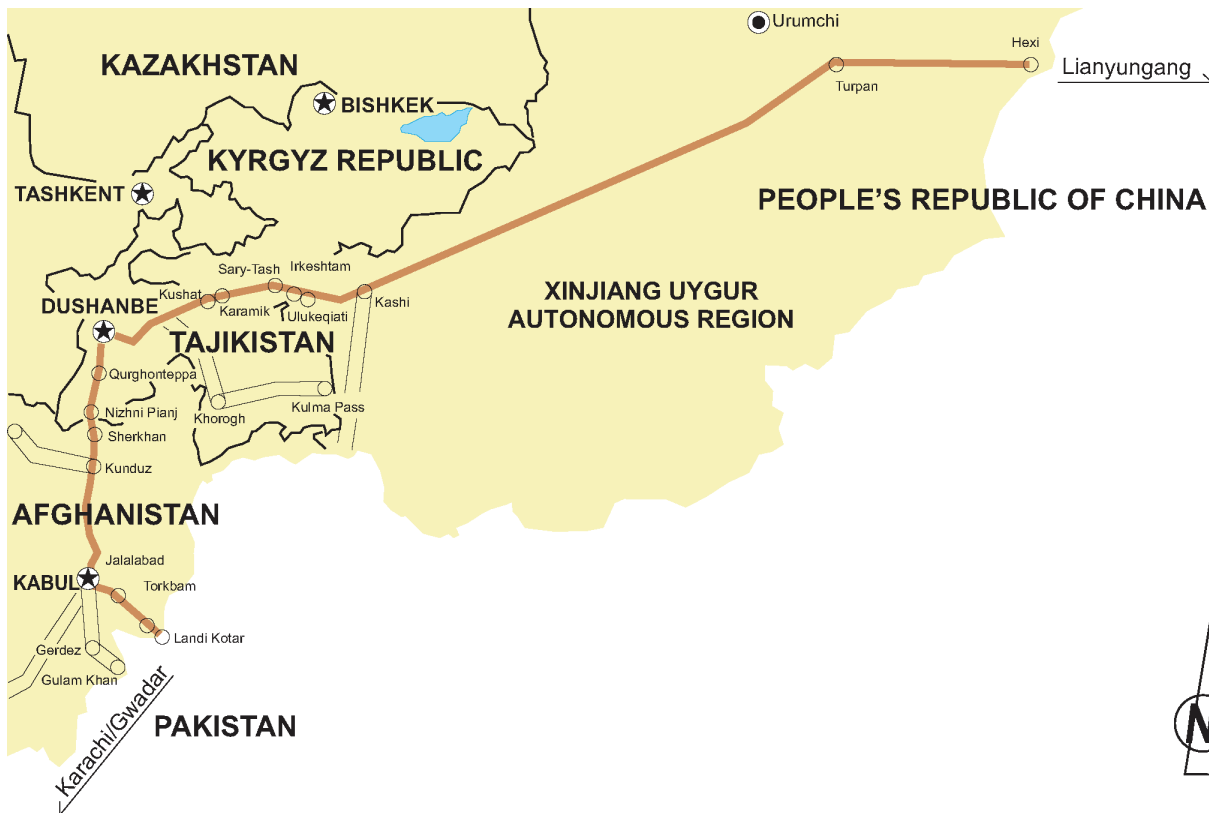 Urumchi
Hexi
Lianyungang
Turpan
KAZAKHSTAN
BISHKEK
KYRGYZ REPUBLIC
TASHKENT
PEOPLE'S REPUBLIC OF CHINA
Sary-Tash
Irkeshtam
Kushat
Karamik
Ulukeqiati
Kashi
XINJIANG UYGUR
AUTONOMOUS REGION
DUSHANBE
TAJIKISTAN
Qurghonteppa
Nizhni Pianj
Khorogh
Kulma Pass
Sherkhan
Kunduz
AFGHANISTAN
Jalalabad
KABUL
Torkbam
Landi Kotar
Gerdez
Gulam Khan
Karachi/Gwadar
PAKISTAN
N